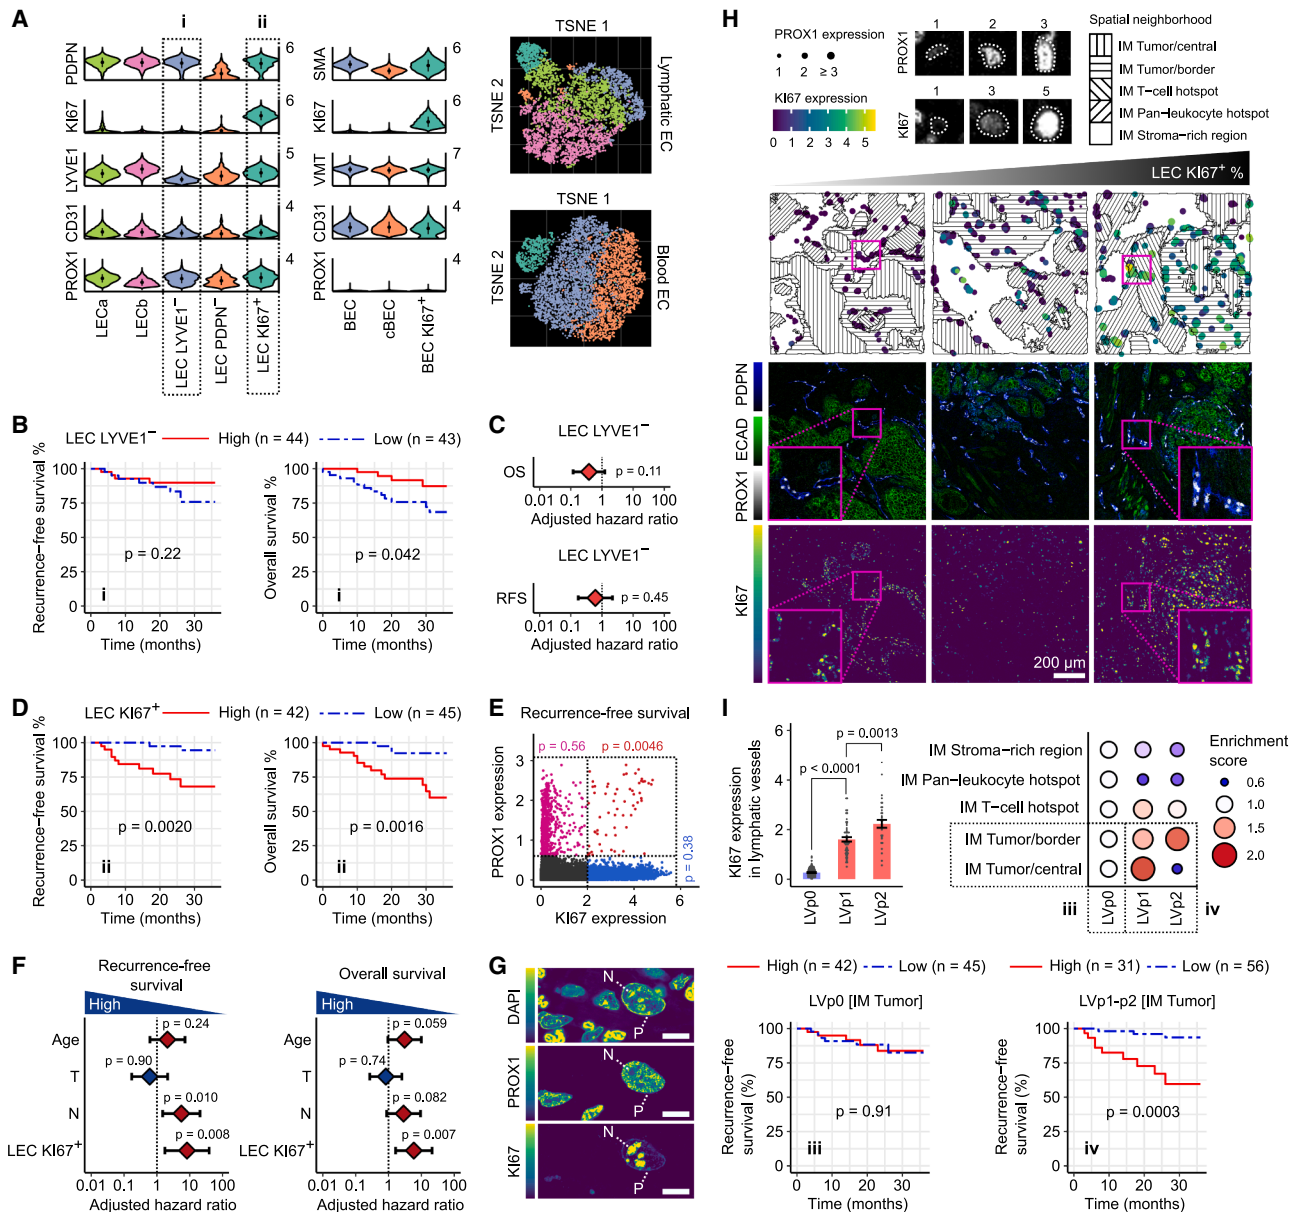 A
i
ii
PDPN
6
KI67
6
LYVE1
5
CD31
4
PROX1
4
LECa
LECb
LEC LYVE1⁻
LEC PDPN⁻
LEC KI67⁺
SMA
6
KI67
6
VMT
7
CD31
4
PROX1
4
BEC
cBEC
BEC KI67⁺
TSNE 1
TSNE 2
Lymphatic EC
TSNE 1
TSNE 2
Blood EC
B
LEC LYVE1⁻ High (n = 44) Low (n = 43)
Recurrence-free survival %
100
75
50
25
0
p = 0.22
i
0 10 20 30
Time (months)
Overall survival %
100
75
50
25
0
p = 0.042
i
0 10 20 30
Time (months)
C
LEC LYVE1⁻
OS
p = 0.11
0.01 0.1 1 10 100
Adjusted hazard ratio
LEC LYVE1⁻
RFS
p = 0.45
0.01 0.1 1 10 100
Adjusted hazard ratio
D
LEC KI67⁺ High (n = 42) Low (n = 45)
Recurrence-free survival %
100
75
50
25
0
p = 0.0020
ii
0 10 20 30
Time (months)
Overall survival %
100
75
50
25
0
p = 0.0016
ii
0 10 20 30
Time (months)
E
Recurrence-free survival
p = 0.56
p = 0.0046
p = 0.38
PROX1 expression
3
2
1
0
0 1 2 3 4 5 6
KI67 expression
F
Recurrence-free
survival
High
Age
p = 0.24
T
p = 0.90
N
p = 0.010
LEC KI67⁺
p = 0.008
0.01 0.1 1 10 100
Adjusted hazard ratio
Overall survival
High
Age
p = 0.059
T
p = 0.74
N
p = 0.082
LEC KI67⁺
p = 0.007
0.01 0.1 1 10 100
Adjusted hazard ratio
G
DAPI
N
P
PROX1
N
P
KI67
N
P
H
PROX1 expression
1 2 ≥ 3
KI67 expression
0 1 2 3 4 5
PROX1
1 2 3
KI67
1 3 5
Spatial neighborhood
IM Tumor/central
IM Tumor/border
IM T-cell hotspot
IM Pan-leukocyte hotspot
IM Stroma-rich region
LEC KI67⁺ %
PROX1 ECAD PDPN
KI67
200 µm
I
KI67 expression
in lymphatic vessels
6
4
2
0
p < 0.0001
p = 0.0013
LVp0
LVp1
LVp2
IM Stroma-rich region
IM Pan-leukocyte hotspot
IM T-cell hotspot
IM Tumor/border
IM Tumor/central
iii
LVp0
LVp1
LVp2
iv
Enrichment
score
0.6
1.0
1.5
2.0
High (n = 42) Low (n = 45)
LVp0 [IM Tumor]
Recurrence-free
survival (%)
100
75
50
25
0
p = 0.91
iii
0 10 20 30
Time (months)
High (n = 31) Low (n = 56)
LVp1-p2 [IM Tumor]
Recurrence-free
survival (%)
100
75
50
25
0
p = 0.0003
iv
0 10 20 30
Time (months)